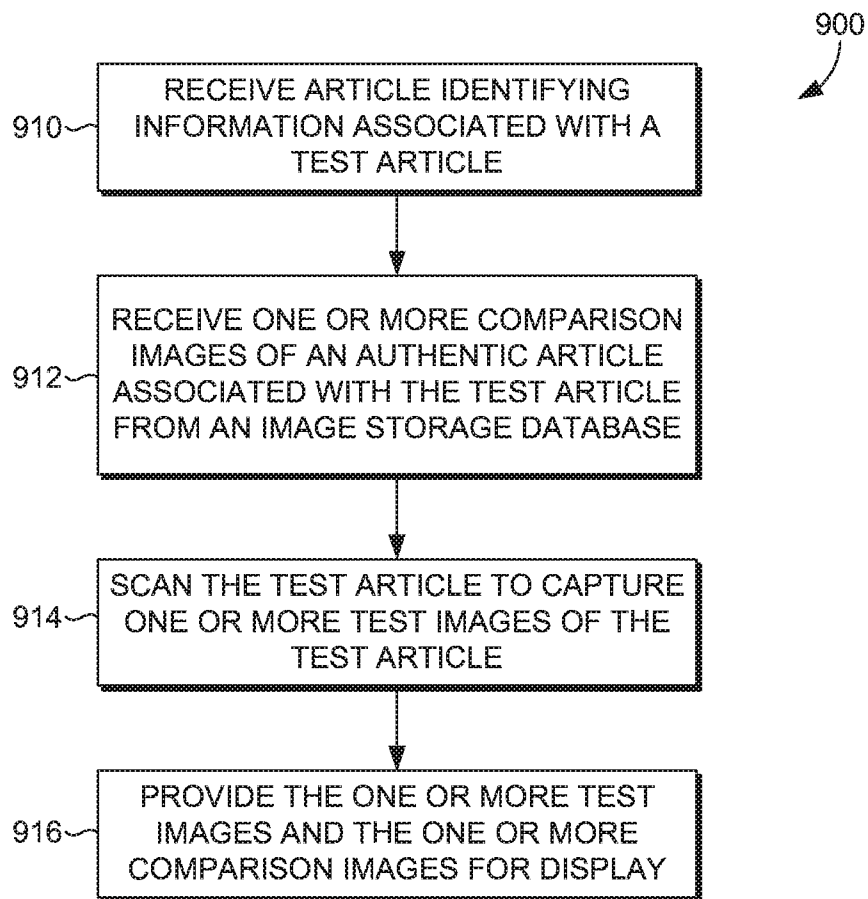 900
910
RECEIVE ARTICLE IDENTIFYING
INFORMATION ASSOCIATED WITH A
TEST ARTICLE
912
RECEIVE ONE OR MORE COMPARISON
IMAGES OF AN AUTHENTIC ARTICLE
ASSOCIATED WITH THE TEST ARTICLE
FROM AN IMAGE STORAGE DATABASE
914
SCAN THE TEST ARTICLE TO CAPTURE
ONE OR MORE TEST IMAGES OF THE
TEST ARTICLE
916
PROVIDE THE ONE OR MORE TEST
IMAGES AND THE ONE OR MORE
COMPARISON IMAGES FOR DISPLAY